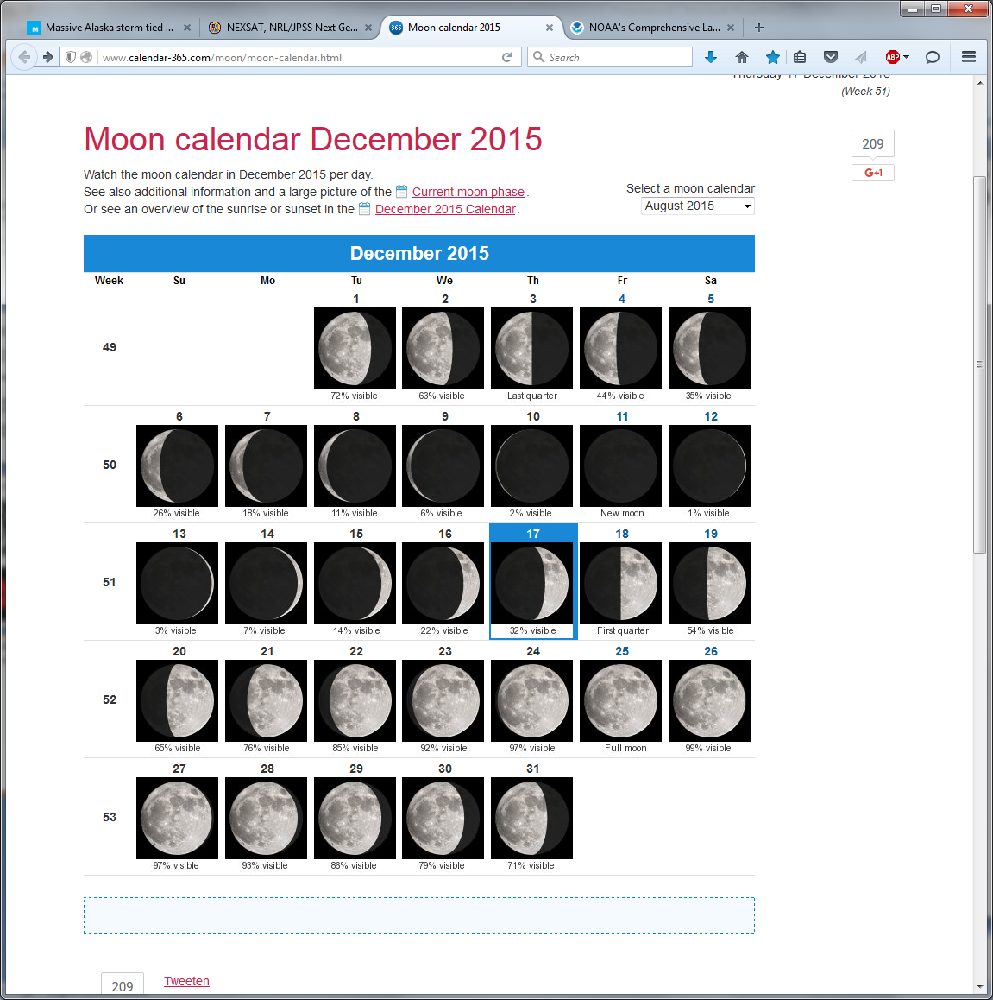 Massive Alaska storm tied ...
NEXSAT, NRL/JPSS Next Ge...
Moon calendar 2015
NOAA's Comprehensive La...
www.calendar-365.com/moon/moon-calendar.html
Search
ABP
Thursday 17 December 2015
(Week 51)
Moon calendar December 2015
209
G+1
Watch the moon calendar in December 2015 per day.
See also additional information and a large picture of the Current moon phase.
Or see an overview of the sunrise or sunset in the December 2015 Calendar.
Select a moon calendar
August 2015
December 2015
Week Su Mo Tu We Th Fr Sa
1 2 3 4 5
49
72% visible 63% visible Last quarter 44% visible 35% visible
6 7 8 9 10 11 12
50
26% visible 18% visible 11% visible 6% visible 2% visible New moon 1% visible
13 14 15 16 17 18 19
51
3% visible 7% visible 14% visible 22% visible 32% visible First quarter 54% visible
20 21 22 23 24 25 26
52
65% visible 76% visible 85% visible 92% visible 97% visible Full moon 99% visible
27 28 29 30 31
53
97% visible 93% visible 86% visible 79% visible 71% visible
209
Tweeten